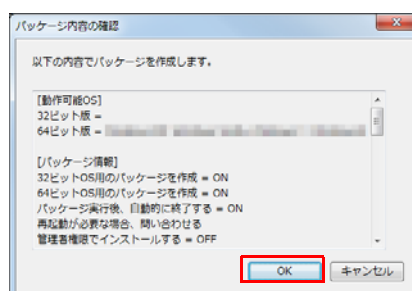 パッケージ内容の確認
以下の内容でパッケージを作成します。
[動作可能OS]
32ビット版 =
64ビット版 =
[パッケージ情報]
32ビットOS用のパッケージを作成 = ON
64ビットOS用のパッケージを作成 = ON
パッケージ実行後、自動的に終了する = ON
再起動が必要な場合、問い合わせる
管理者権限でインストールする = OFF
OK キャンセル